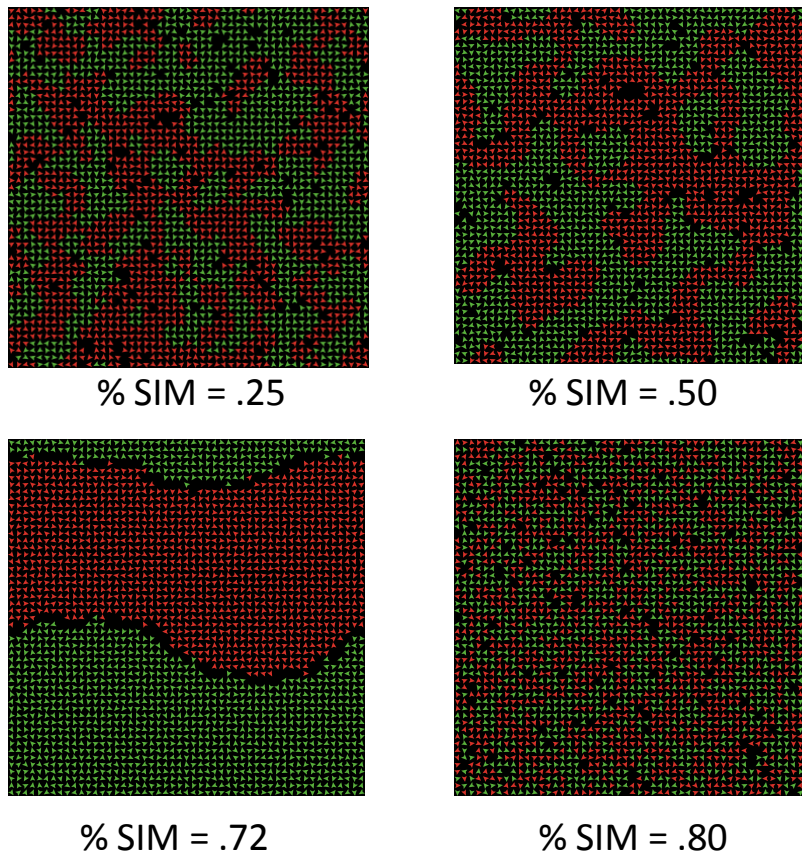 % SIM = .25
% SIM = .50
% SIM = .72
% SIM = .80